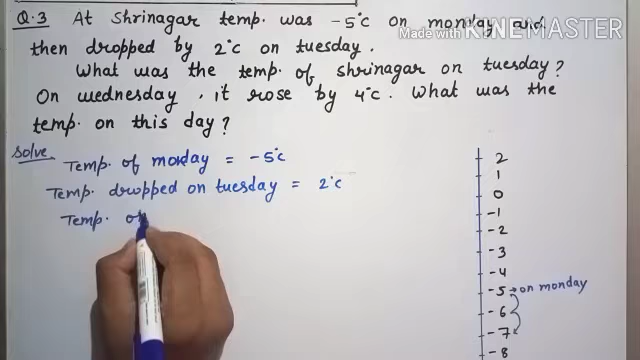 Q.3 At Shrinagar temp. was -5°C on monday and
Made with KINEMASTER
then dropped by 2°C on tuesday.
What was the temp. of shrinagar on tuesday?
On wednesday, it rose by 4°C. What was the
temp. on this day?
Solve
Temp. of monday = -5°C
Temp. dropped on tuesday = 2°C
Temp. of
2
1
0
-1
-2
-3
-4
-5 → on monday
-6
-7
-8